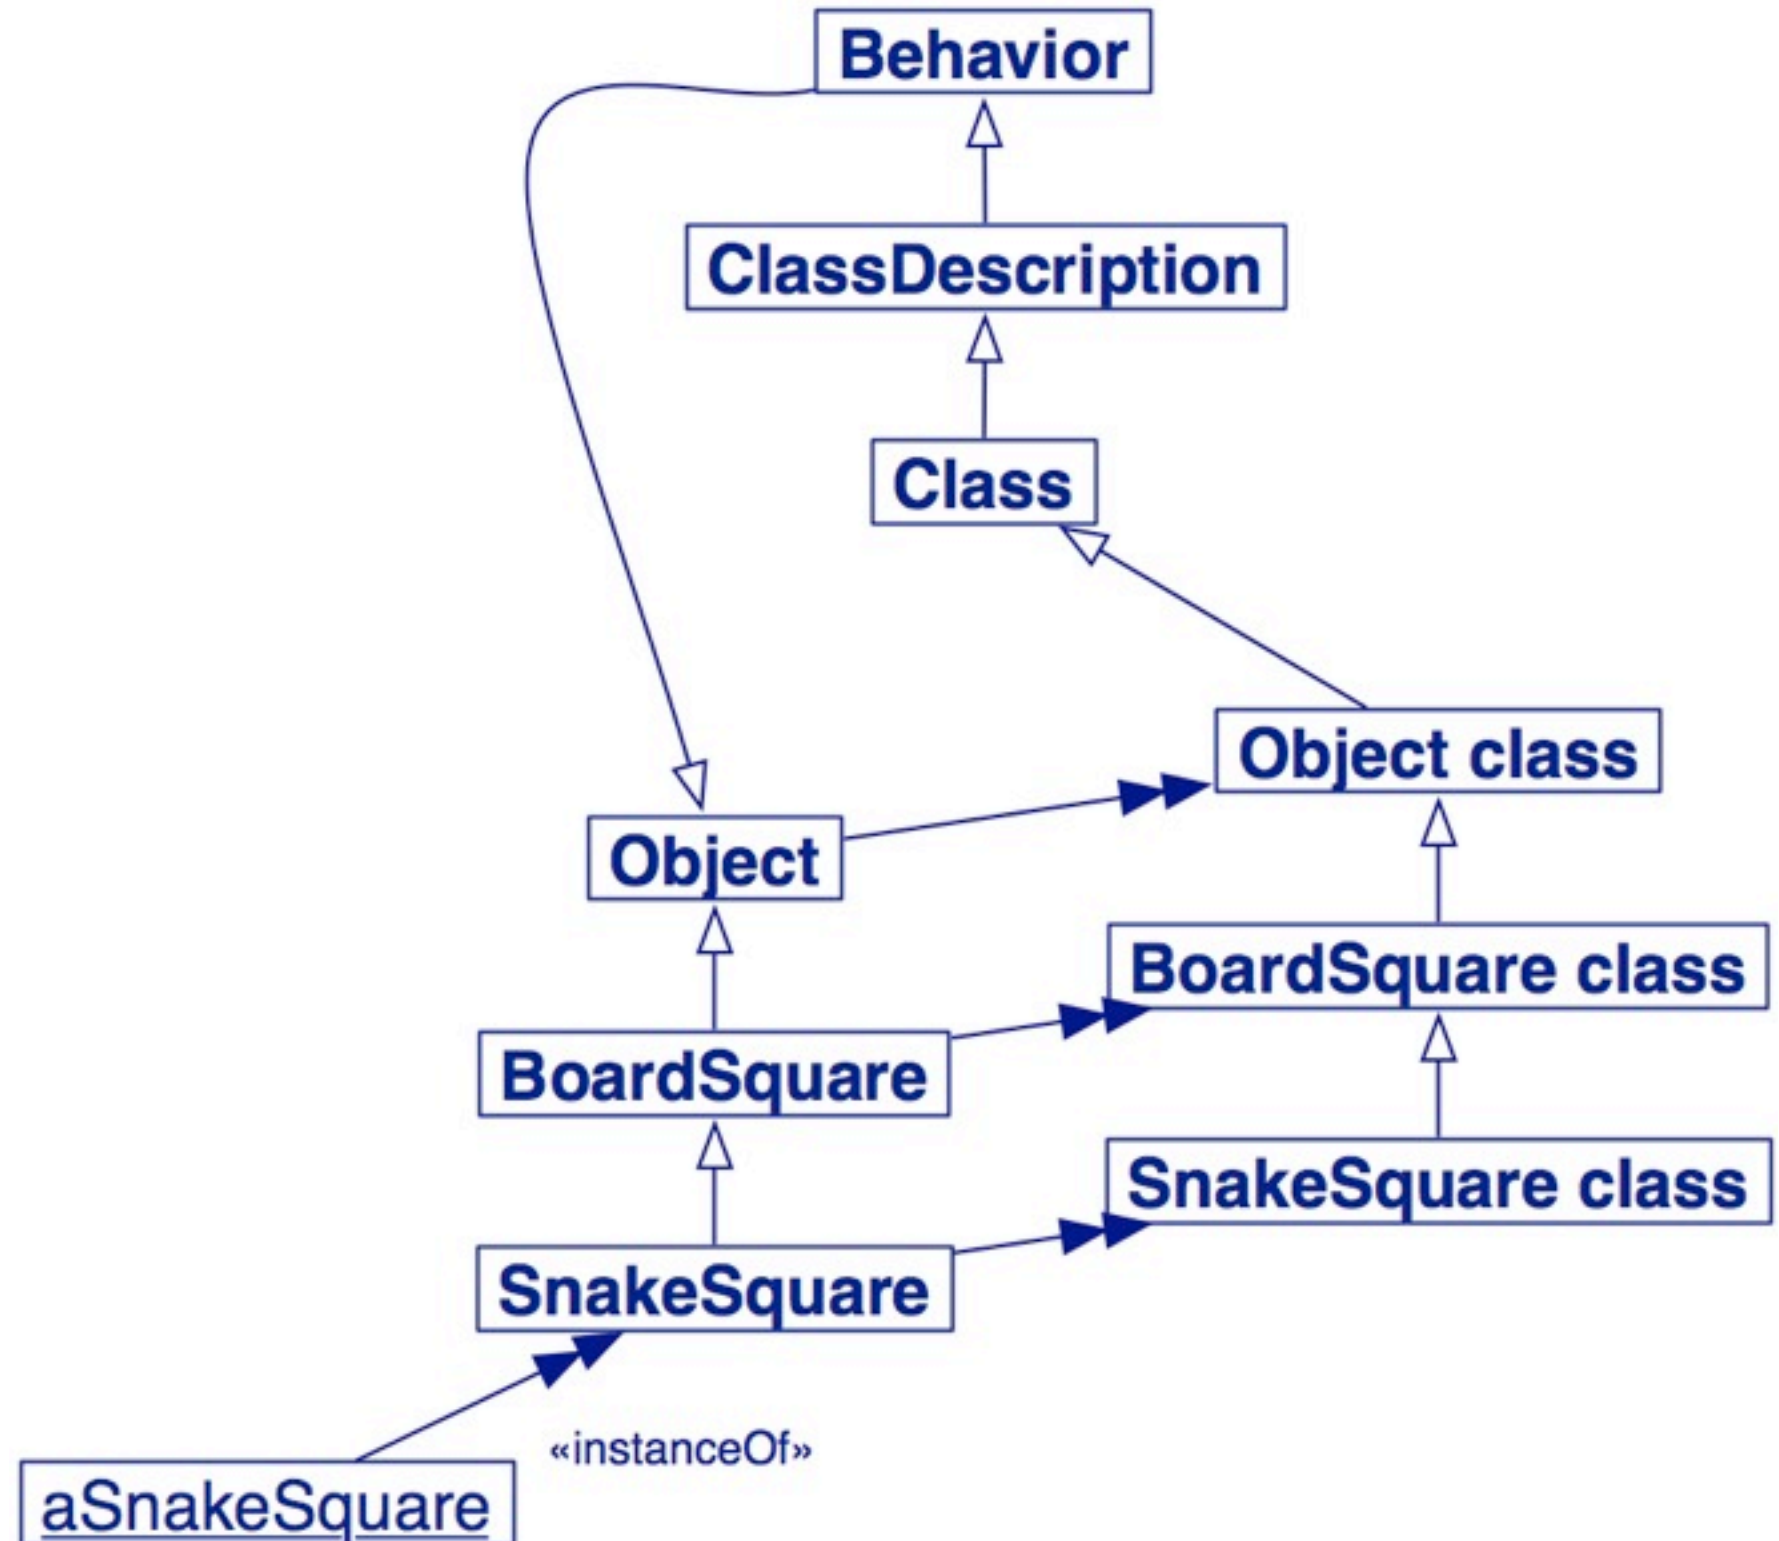 Behavior
ClassDescription
Class
Object class
Object
BoardSquare class
BoardSquare
SnakeSquare class
SnakeSquare
«instanceOf»
aSnakeSquare